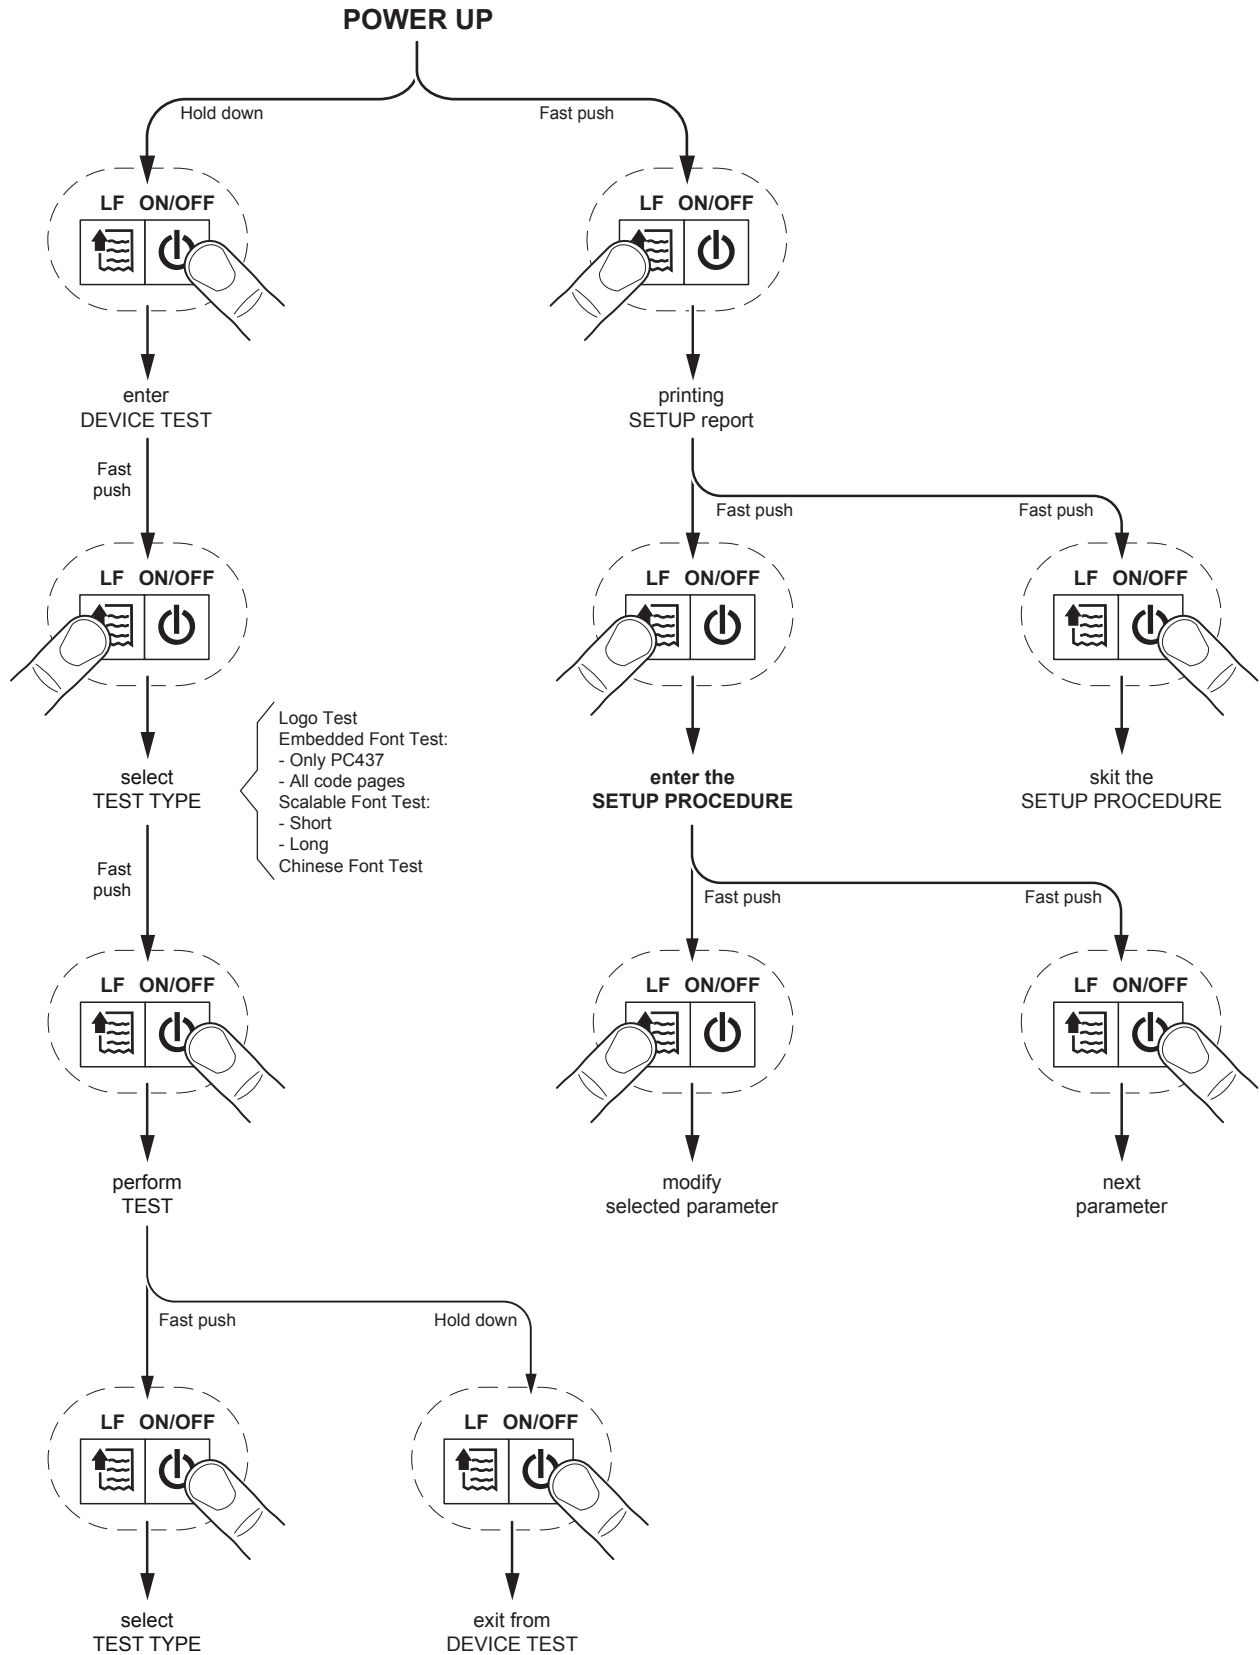 POWER UP
Hold down
Fast push
LF ON/OFF
LF ON/OFF
enter
DEVICE TEST
printing
SETUP report
Fast
push
Fast push
Fast push
LF ON/OFF
LF ON/OFF
LF ON/OFF
select
TEST TYPE
Logo Test
Embedded Font Test:
- Only PC437
- All code pages
Scalable Font Test:
- Short
- Long
Chinese Font Test
enter the
SETUP PROCEDURE
skit the
SETUP PROCEDURE
Fast
push
Fast push
Fast push
LF ON/OFF
LF ON/OFF
LF ON/OFF
perform
TEST
modify
selected parameter
next
parameter
Fast push
Hold down
LF ON/OFF
LF ON/OFF
select
TEST TYPE
exit from
DEVICE TEST